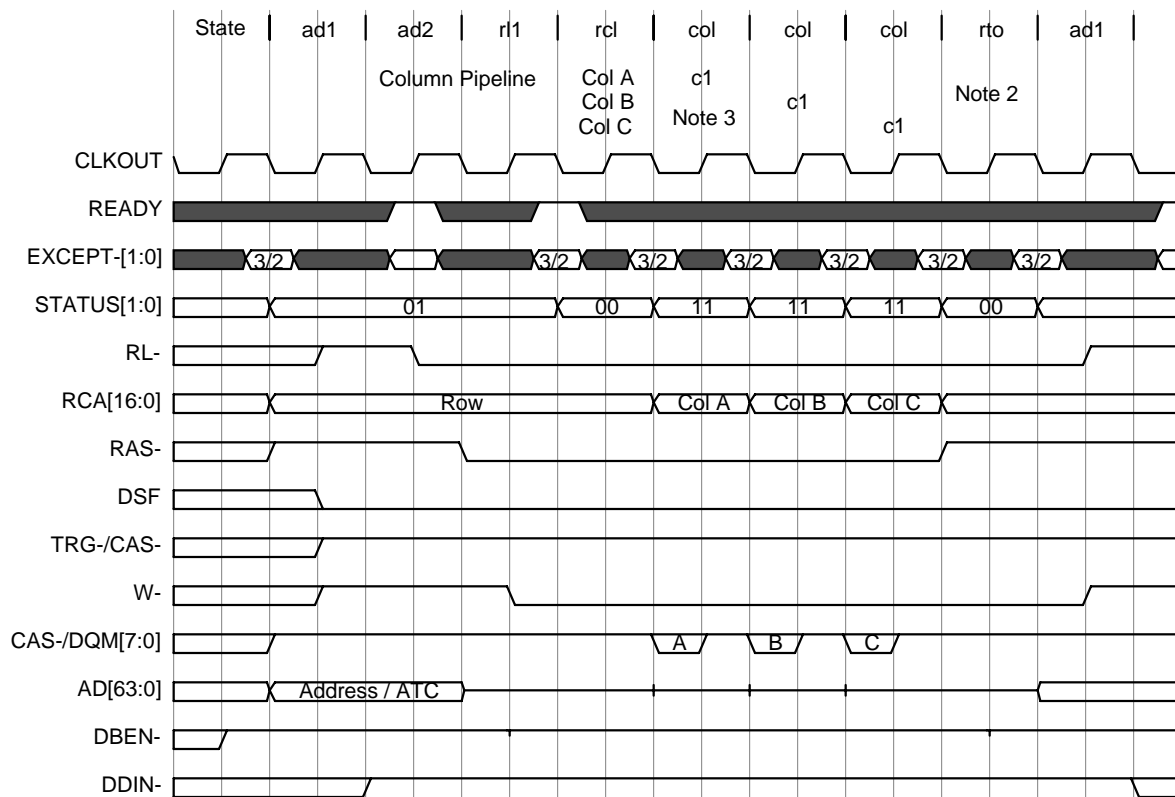 State ad1 ad2 rl1 rcl col col col rto ad1
Column Pipeline Col A c1
Col B c1 Note 2
Col C Note 3 c1
CLKOUT
READY
EXCEPT-[1:0] 3/2 3/2 3/2 3/2 3/2 3/2 3/2
STATUS[1:0] 01 00 11 11 11 00
RL-
RCA[16:0] Row Col A Col B Col C
RAS-
DSF
TRG-/CAS-
W-
CAS-/DQM[7:0] A B C
AD[63:0] Address / ATC
DBEN-
DDIN-